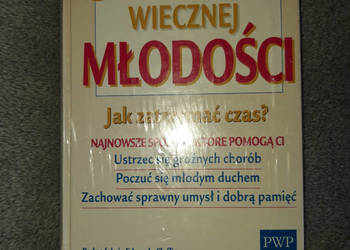 WIECZNEJ
MŁODOŚCI
Jak zatrzymać czas?
NAJNOWSZE KTÓRE POMOGĄ CI
Ustrzec się groźnych chorób
Poczuć się młodym duchem
Zachować sprawny umysł i dobrą pamięć
PWP